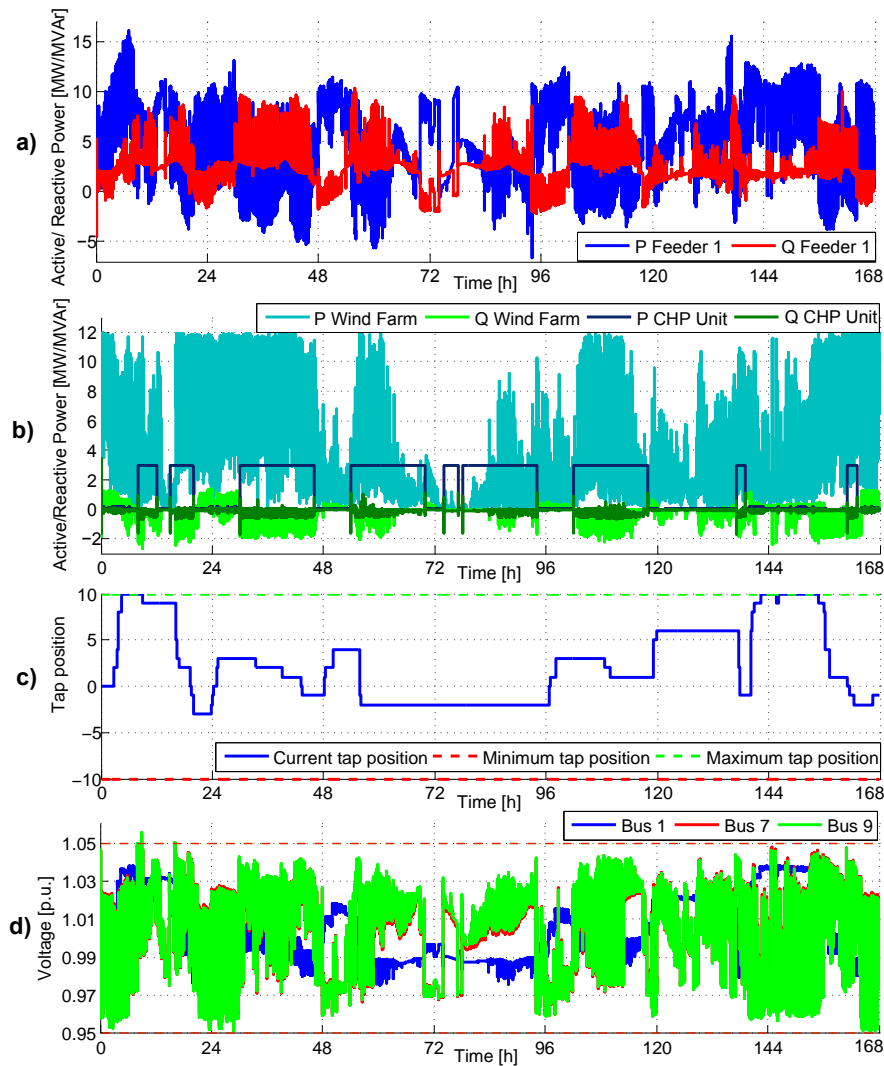 a)
Active/ Reactive Power [MW/MVAr]
15
10
5
0
−5
0 24 48 72 96 120 144 168
Time [h]
P Feeder 1 Q Feeder 1
b)
Active/Reactive Power [MW/MVAr]
P Wind Farm Q Wind Farm P CHP Unit Q CHP Unit
12
10
8
6
4
2
0
−2
0 24 48 72 96 120 144 168
Time [h]
c)
Tap position
10
5
0
−5
−10
Current tap position Minimum tap position Maximum tap position
0 24 48 72 96 120 144 168
Time [h]
d)
Voltage [p.u.]
Bus 1 Bus 7 Bus 9
1.05
1.03
1.01
0.99
0.97
0.95
0 24 48 72 96 120 144 168
Time [h]